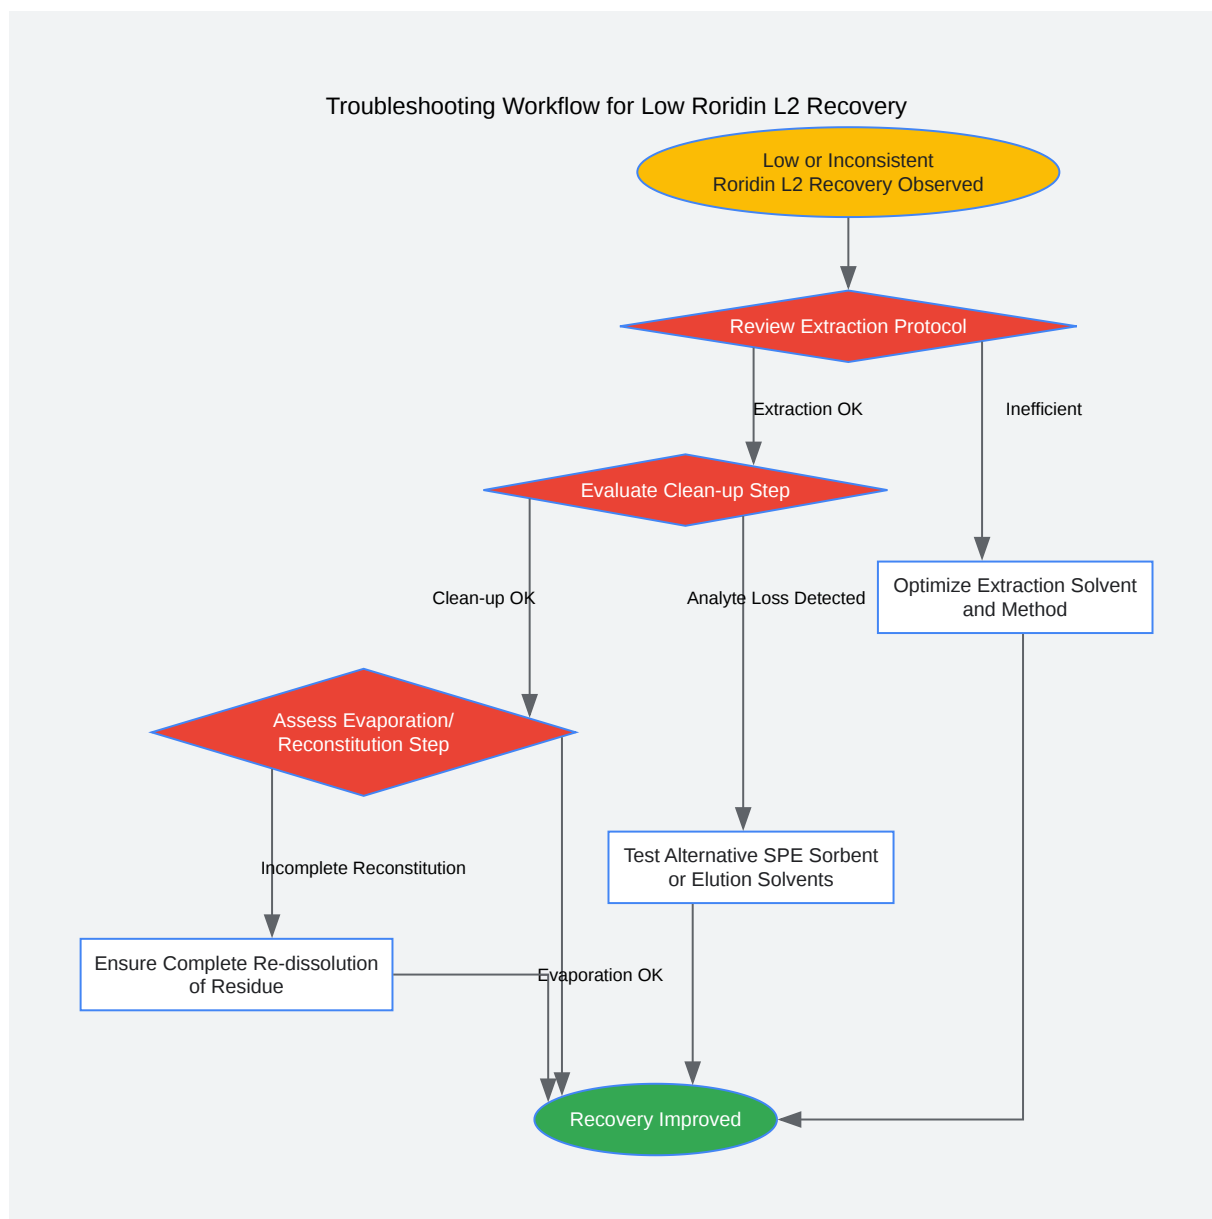 Troubleshooting Workflow for Low Roridin L2 Recovery
Low or Inconsistent
Roridin L2 Recovery Observed
Review Extraction Protocol
Extraction OK
Inefficient
Evaluate Clean-up Step
Optimize Extraction Solvent
and Method
Clean-up OK
Analyte Loss Detected
Assess Evaporation/
Reconstitution Step
Test Alternative SPE Sorbent
or Elution Solvents
Incomplete Reconstitution
Ensure Complete Re-dissolution
of Residue
Evaporation OK
Recovery Improved